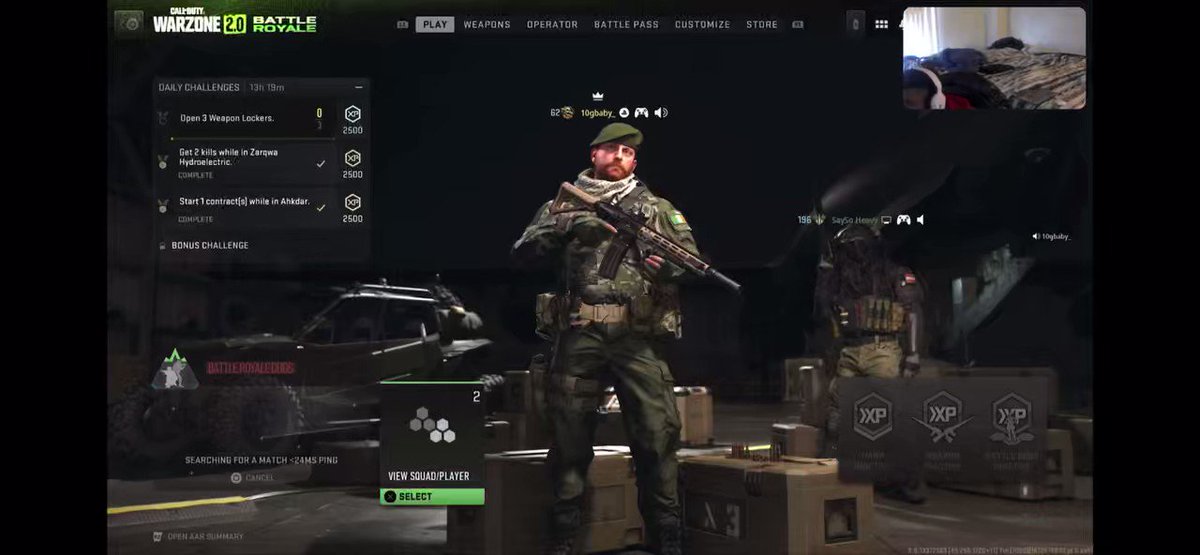 CALL OF DUTY
WARZONE 2.0 BATTLE ROYALE
PLAY WEAPONS OPERATOR BATTLE PASS CUSTOMIZE STORE
DAILY CHALLENGES 13h 19m
Open 3 Weapon Lockers.
0
3
XP
2500
Get 2 kills while in Zarqwa
Hydroelectric.
COMPLETE
XP
2500
Start 1 contract(s) while in Ahkdar.
COMPLETE
XP
2500
BONUS CHALLENGE
62 10gbaby_
196 SaySo Heavy
10gbaby_
BATTLE ROYALE DUOS
SEARCHING FOR A MATCH <24MS PING
CANCEL
2
VIEW SQUAD/PLAYER
SELECT
XP XP XP
OPEN AAR SUMMARY